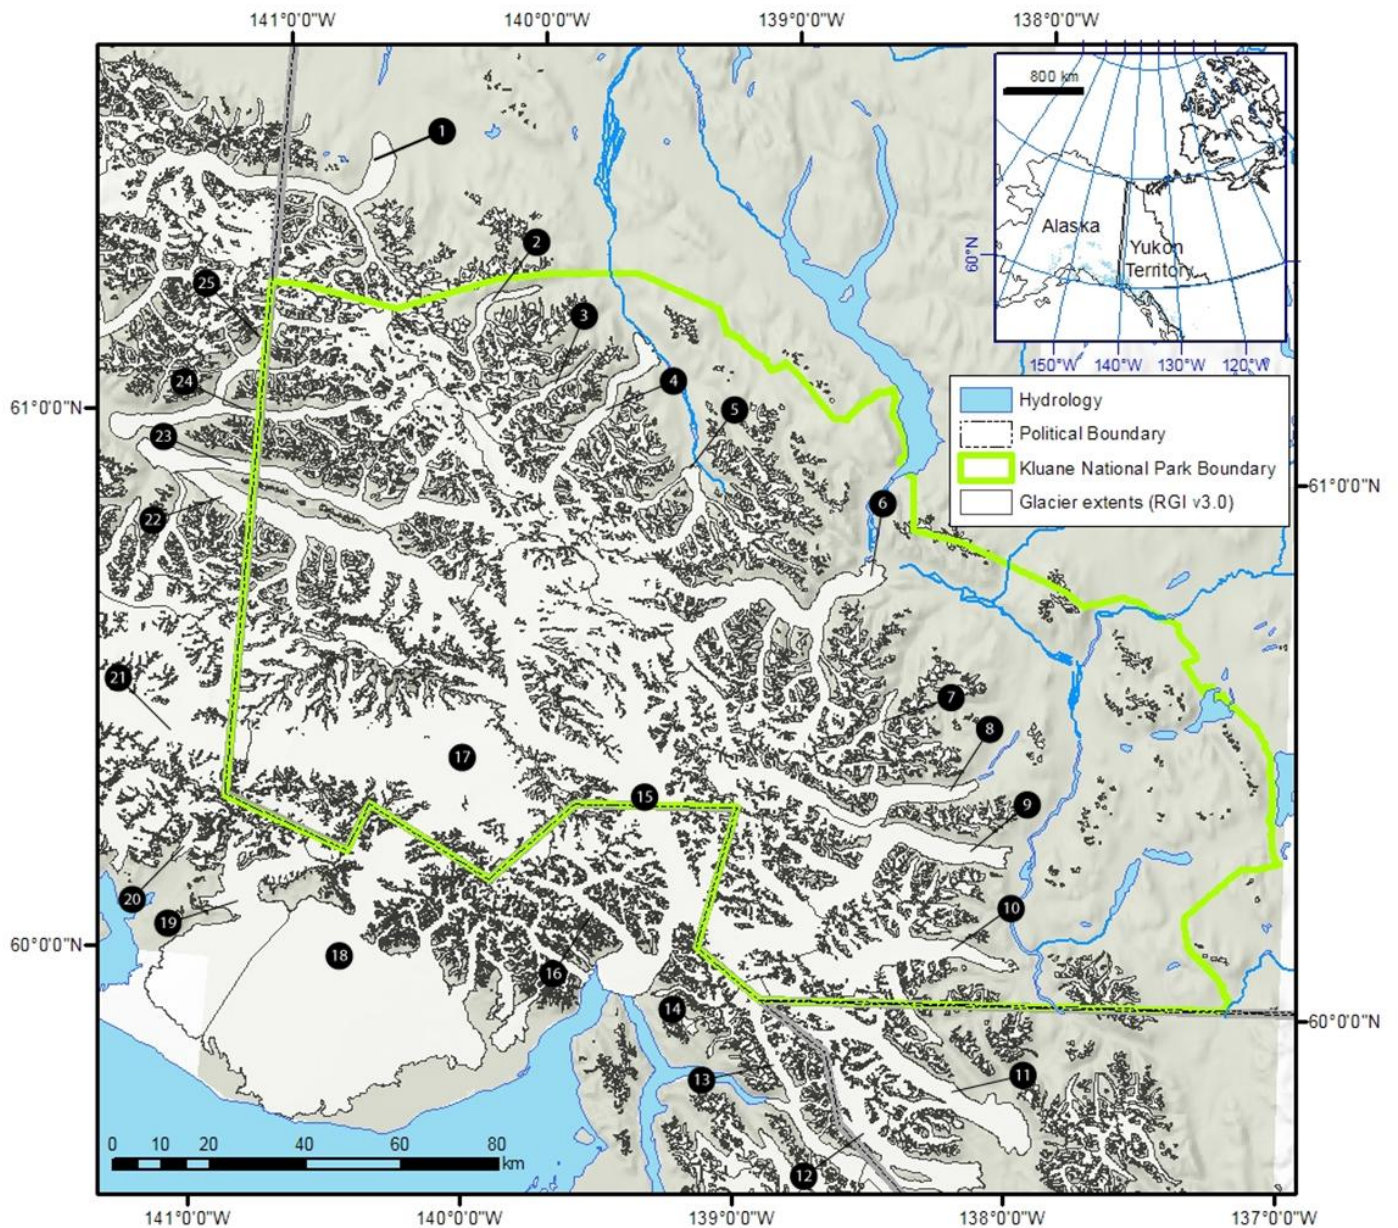 141°0'0"W 140°0'0"W 139°0'0"W 138°0'0"W
800 km
1
Alaska
Yukon
Territory
60°N
2
25
3
150°W 140°W 130°W 120°W
24
4
61°0'0"N
5
Hydrology
23
Political Boundary
Kluane National Park Boundary
61°0'0"N
Glacier extents (RGI v3.0)
6
22
21
7
8
17
15
9
20
10
19
60°0'0"N
18
16
14
60°0'0"N
11
13
0 10 20 40 60 80
km
12
141°0'0"W 140°0'0"W 139°0'0"W 138°0'0"W 137°0'0"W